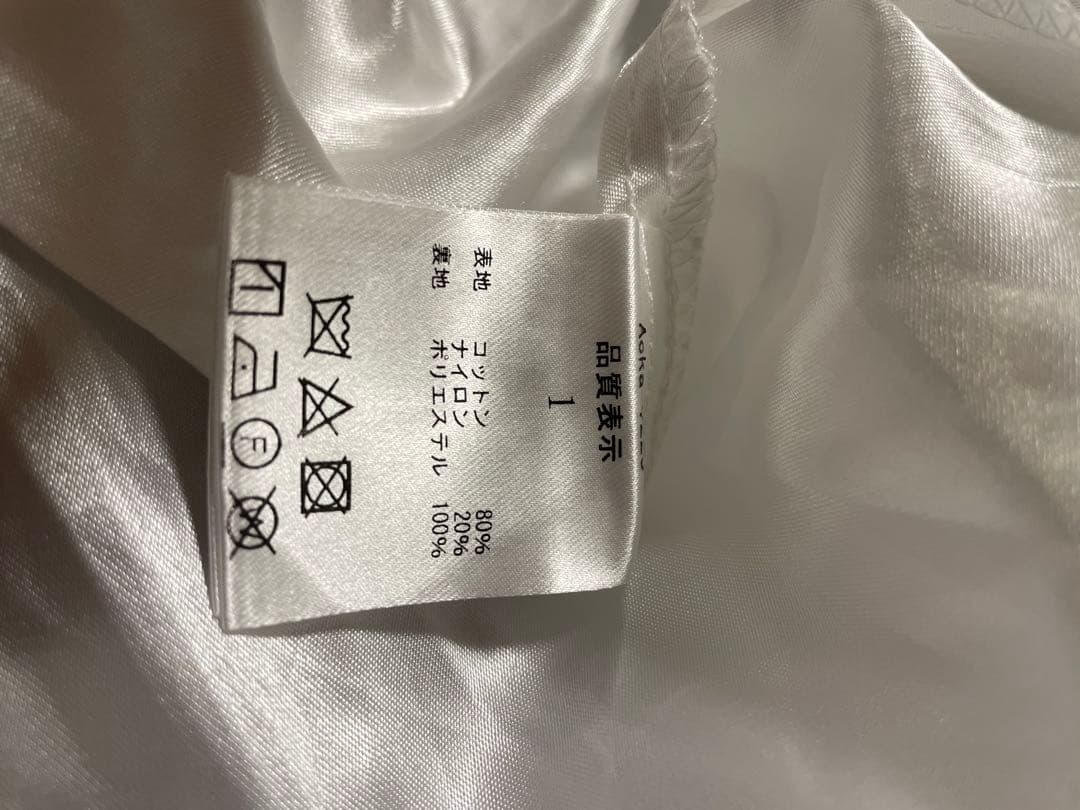 品質表示
1
表地 コットン 80%
ナイロン 20%
裏地 ポリエステル 100%
F
W